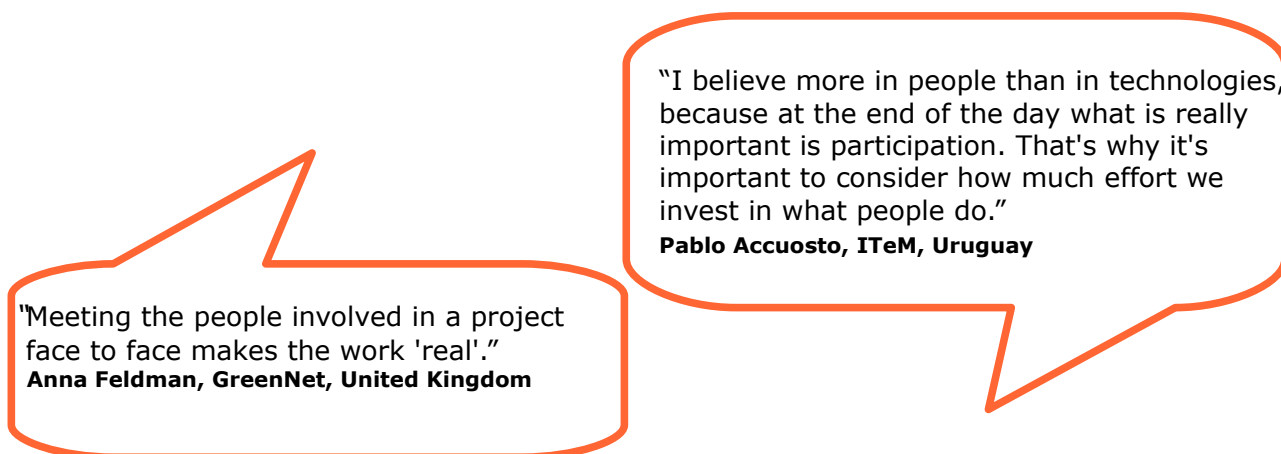 “I believe more in people than in technologies,
because at the end of the day what is really
important is participation. That's why it's
important to consider how much effort we
invest in what people do.”
Pablo Accuosto, ITeM, Uruguay
“Meeting the people involved in a project
face to face makes the work 'real'.”
Anna Feldman, GreenNet, United Kingdom